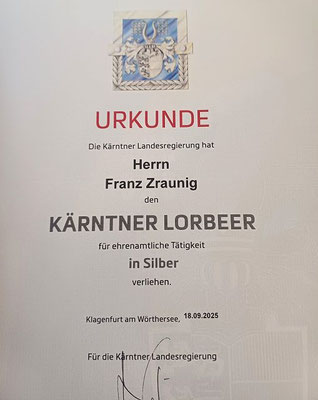 URKUNDE
Die Kärntner Landesregierung hat
Herrn
Franz Zraunig
den
KÄRNTNER LORBEER
für ehrenamtliche Tätigkeit
in Silber
verliehen.
Klagenfurt am Wörthersee, 18.09.2025
Für die Kärntner Landesregierung